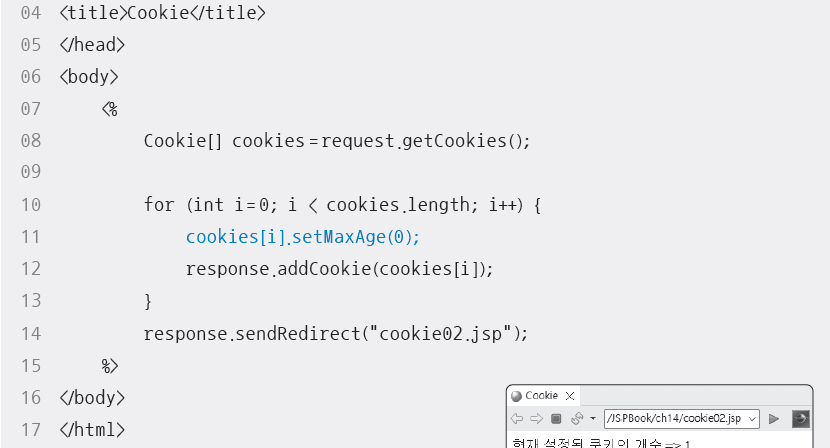 04 <title>Cookie</title>
05 </head>
06 <body>
07 <%
08 Cookie[] cookies = request.getCookies();
09
10 for (int i = 0; i < cookies.length; i++) {
11 cookies[i].setMaxAge(0);
12 response.addCookie(cookies[i]);
13 }
14 response.sendRedirect("cookie02.jsp");
15 %>
16 </body>
17 </html>
Cookie
/JSPBook/ch14/cookie02.jsp
현재 설정된 쿠키의 개수 => 1